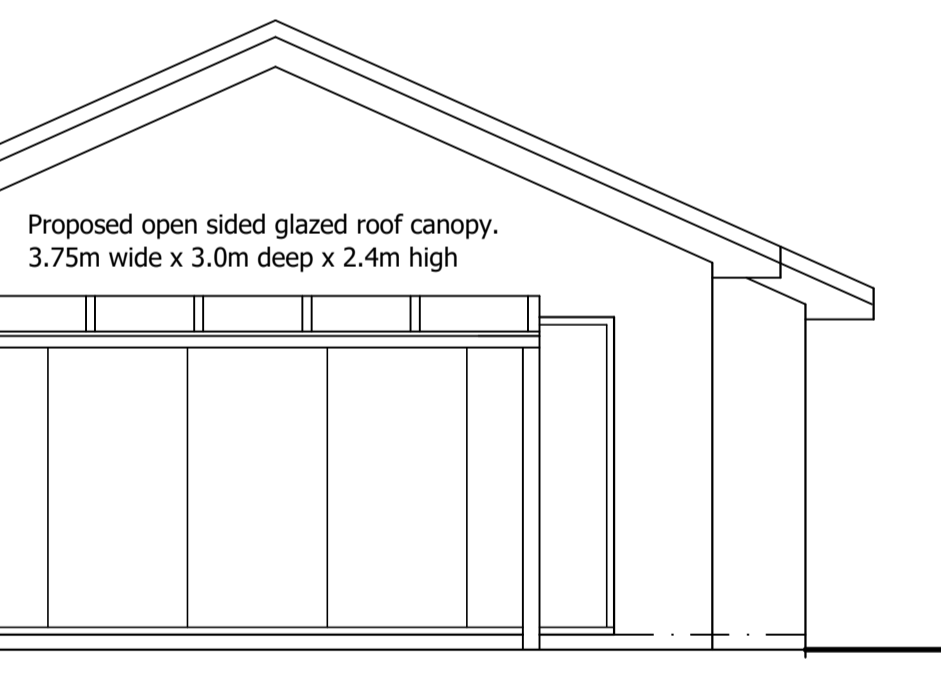 Proposed open sided glazed roof canopy.
3.75m wide x 3.0m deep x 2.4m high